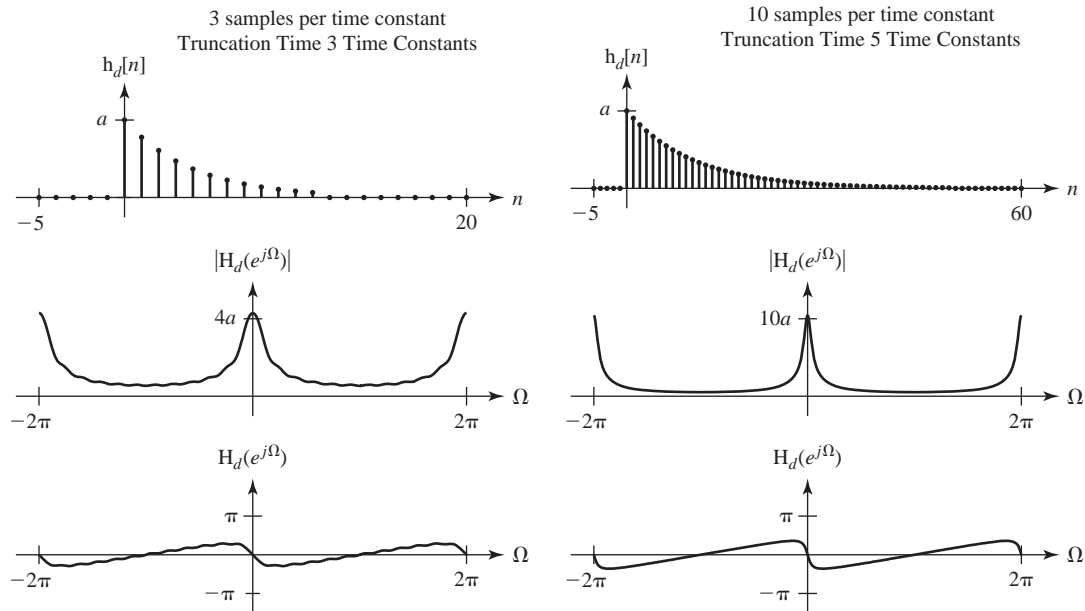 3 samples per time constant
Truncation Time 3 Time Constants
h_d[n]
a
−5
20
n
|H_d(e^{jΩ})|
4a
−2π
2π
Ω
H_d(e^{jΩ})
π
−2π
2π
Ω
−π
10 samples per time constant
Truncation Time 5 Time Constants
h_d[n]
a
−5
60
n
|H_d(e^{jΩ})|
10a
−2π
2π
Ω
H_d(e^{jΩ})
π
−2π
2π
Ω
−π